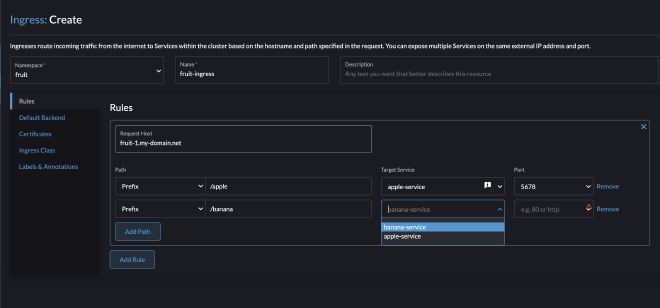 Ingress: Create
Ingresses route incoming traffic from the internet to Services within the cluster based on the hostname and path specified in the request. You can expose multiple Services on the same external IP address and port.
Namespace *
fruit
Name *
fruit-ingress
Description
Any text you want that better describes this resource
Rules
Default Backend
Certificates
Ingress Class
Labels & Annotations
Rules
Request Host
fruit-1.my-domain.net
Path Target Service Port
Prefix /apple apple-service 5678 Remove
Prefix /banana banana-service e.g. 80 or http Remove
banana-service
apple-service
Add Path
Add Rule